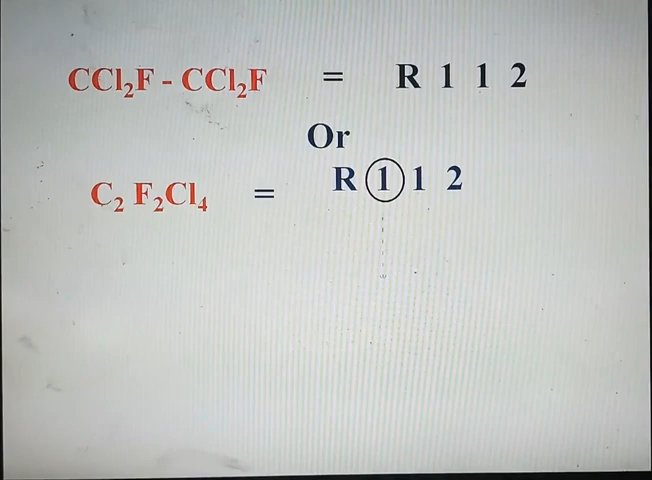 CCl₂F - CCl₂F = R 1 1 2
Or
C₂ F₂Cl₄ = R 1 1 2